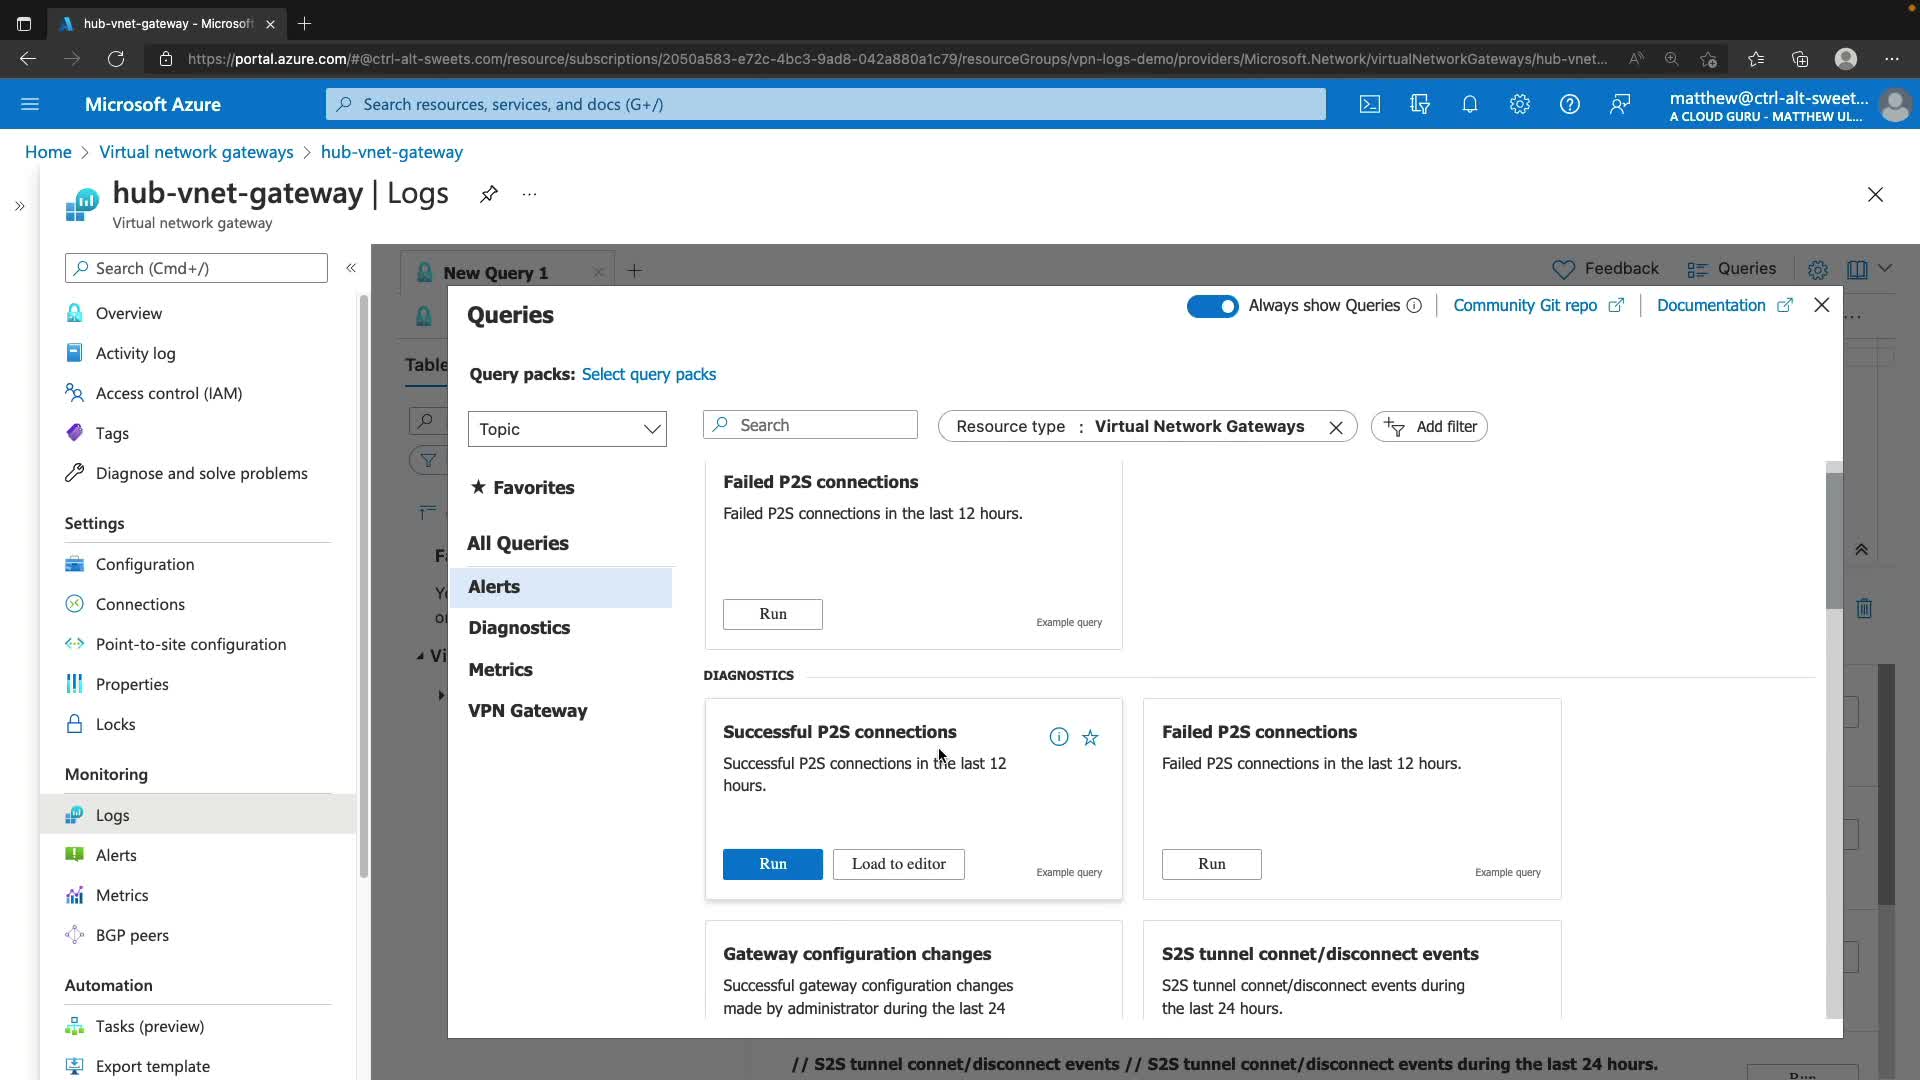 hub-vnet-gateway - Microsoft
https://portal.azure.com/#@ctrl-alt-sweets.com/resource/subscriptions/2050a583-e72c-4bc3-9ad8-042a880a1c79/resourceGroups/vpn-logs-demo/providers/Microsoft.Network/virtualNetworkGateways/hub-vnet...
Microsoft Azure
Search resources, services, and docs (G+/)
matthew@ctrl-alt-sweet...
A CLOUD GURU - MATTHEW UL...
Home > Virtual network gateways > hub-vnet-gateway
hub-vnet-gateway | Logs
Virtual network gateway
Search (Cmd+/)
Overview
Activity log
Access control (IAM)
Tags
Diagnose and solve problems
Settings
Configuration
Connections
Point-to-site configuration
Properties
Locks
Monitoring
Logs
Alerts
Metrics
BGP peers
Automation
Tasks (preview)
Export template
New Query 1
Feedback
Queries
Table
Queries
Always show Queries
Community Git repo
Documentation
Query packs: Select query packs
Topic
Search
Resource type : Virtual Network Gateways
Add filter
★ Favorites
All Queries
Alerts
Diagnostics
Metrics
VPN Gateway
Failed P2S connections
Failed P2S connections in the last 12 hours.
Run
Example query
DIAGNOSTICS
Successful P2S connections
Successful P2S connections in the last 12
hours.
Run
Load to editor
Example query
Failed P2S connections
Failed P2S connections in the last 12 hours.
Run
Example query
Gateway configuration changes
Successful gateway configuration changes
made by administrator during the last 24
S2S tunnel connet/disconnect events
S2S tunnel connet/disconnect events during
the last 24 hours.
// S2S tunnel connet/disconnect events // S2S tunnel connet/disconnect events during the last 24 hours.
Run